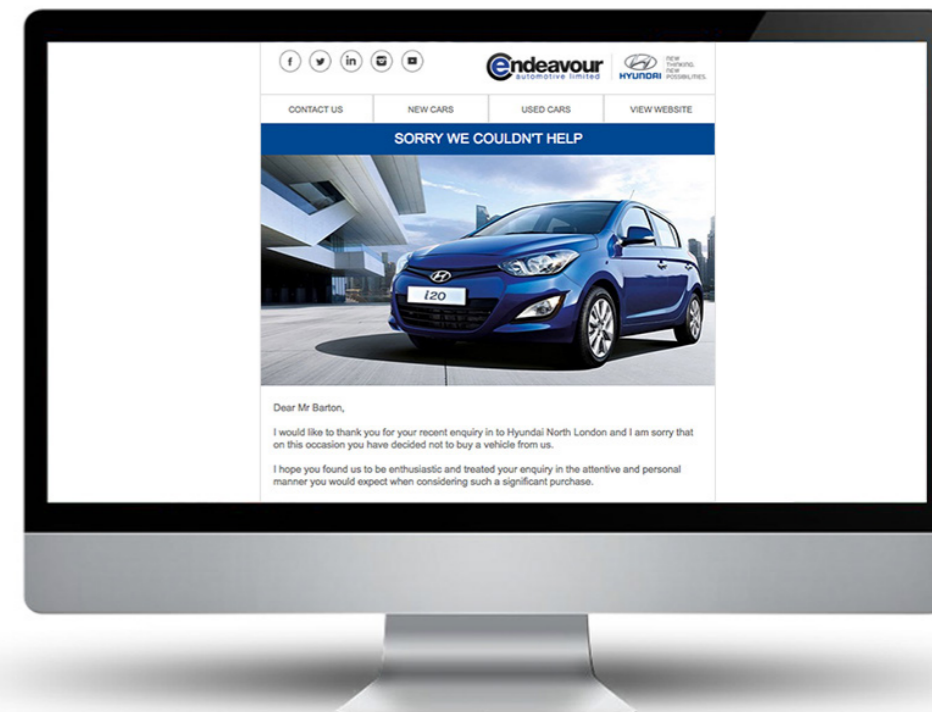 endeavour
automotive limited
HYUNDAI
NEW
THINKING.
NEW
POSSIBILITIES.
CONTACT US
NEW CARS
USED CARS
VIEW WEBSITE
SORRY WE COULDN'T HELP
i20
Dear Mr Barton,
I would like to thank you for your recent enquiry in to Hyundai North London and I am sorry that
on this occasion you have decided not to buy a vehicle from us.
I hope you found us to be enthusiastic and treated your enquiry in the attentive and personal
manner you would expect when considering such a significant purchase.